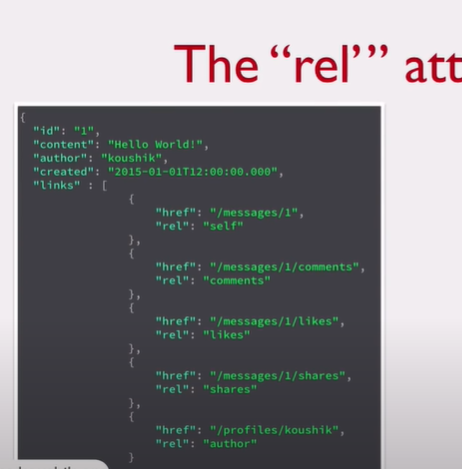 The “rel’” att
{
"id": "1",
"content": "Hello World!",
"author": "koushik",
"created": "2015-01-01T12:00:00.000",
"links" : [
{
"href": "/messages/1",
"rel": "self"
},
{
"href": "/messages/1/comments",
"rel": "comments"
},
{
"href": "/messages/1/likes",
"rel": "likes"
},
{
"href": "/messages/1/shares",
"rel": "shares"
},
{
"href": "/profiles/koushik",
"rel": "author"
}